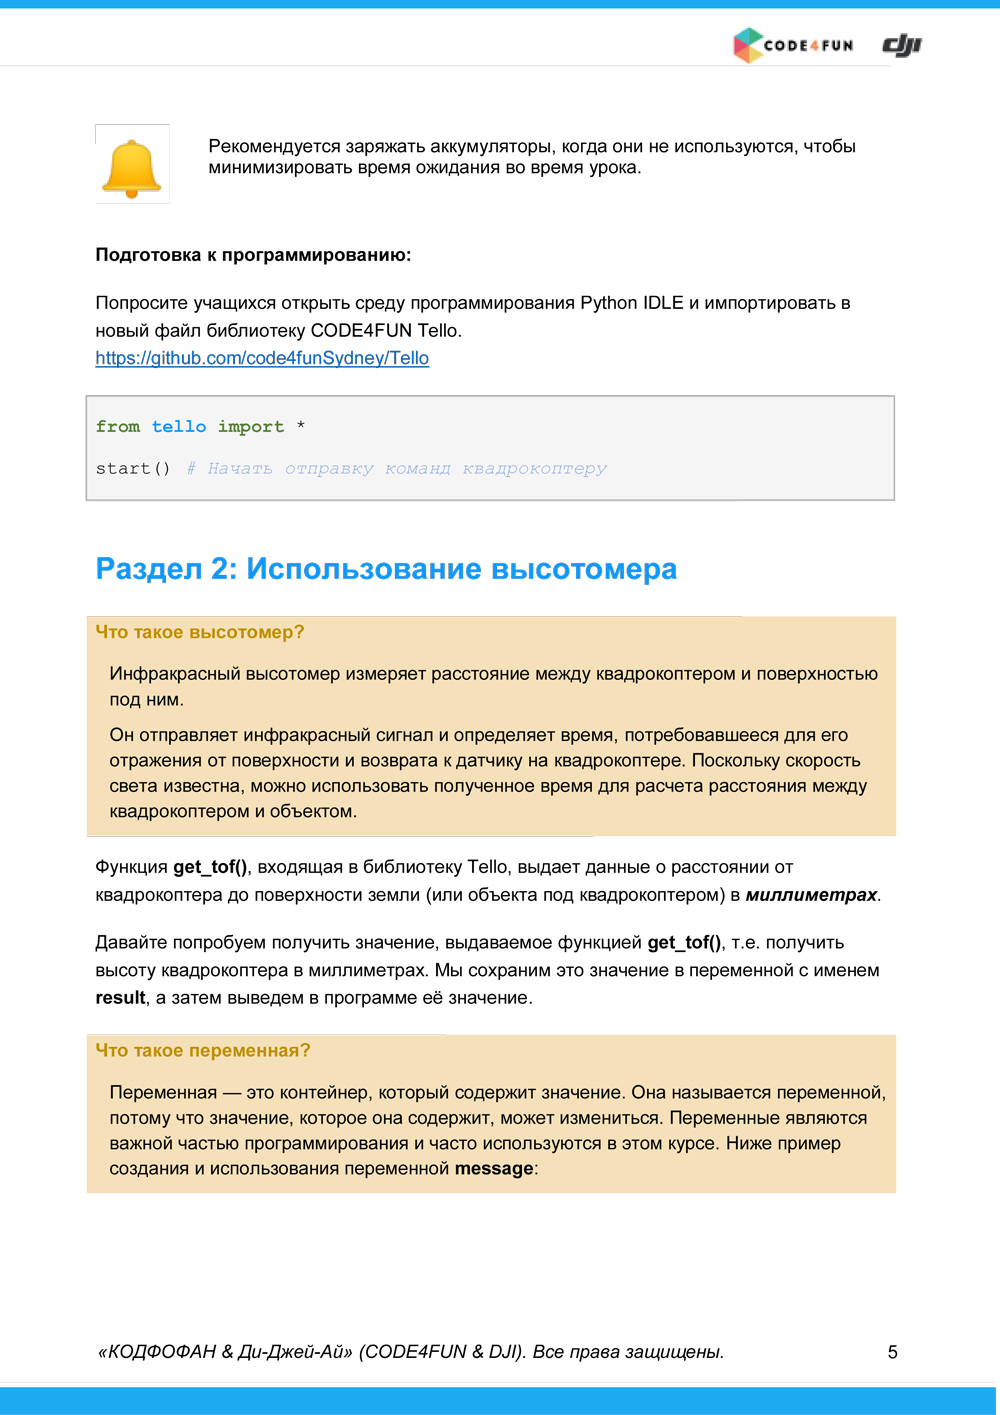 CODE4FUN dji
Рекомендуется заряжать аккумуляторы, когда они не используются, чтобы
минимизировать время ожидания во время урока.
Подготовка к программированию:
Попросите учащихся открыть среду программирования Python IDLE и импортировать в
новый файл библиотеку CODE4FUN Tello.
https://github.com/code4funSydney/Tello
from tello import *
start() # Начать отправку команд квадрокоптеру
Раздел 2: Использование высотомера
Что такое высотомер?
Инфракрасный высотомер измеряет расстояние между квадрокоптером и поверхностью
под ним.
Он отправляет инфракрасный сигнал и определяет время, потребовавшееся для его
отражения от поверхности и возврата к датчику на квадрокоптере. Поскольку скорость
света известна, можно использовать полученное время для расчета расстояния между
квадрокоптером и объектом.
Функция get_tof(), входящая в библиотеку Tello, выдает данные о расстоянии от
квадрокоптера до поверхности земли (или объекта под квадрокоптером) в миллиметрах.
Давайте попробуем получить значение, выдаваемое функцией get_tof(), т.е. получить
высоту квадрокоптера в миллиметрах. Мы сохраним это значение в переменной с именем
result, а затем выведем в программе её значение.
Что такое переменная?
Переменная — это контейнер, который содержит значение. Она называется переменной,
потому что значение, которое она содержит, может измениться. Переменные являются
важной частью программирования и часто используются в этом курсе. Ниже пример
создания и использования переменной message:
«КОДФОФАН & Ди-Джей-Ай» (CODE4FUN & DJI). Все права защищены. 5